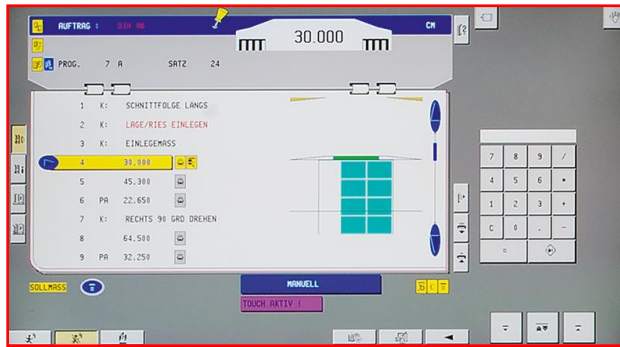 AUFTRAG : DIN A6 CM
30.000
PROG. 7 A SATZ 24
1 K: SCHNITTFOLGE LANGS
2 K: LAGE/RIES EINLEGEN
3 K: EINLEGEMASS
4 30,000
5 45,300
6 PA 22.650
7 K: RECHTS 90 GRD DREHEN
8 64.500
9 PA 32.250
SOLLMASS
MANUELL
TOUCH AKTIV !
7 8 9 /
4 5 6 *
1 2 3 +
C 0 . -
=